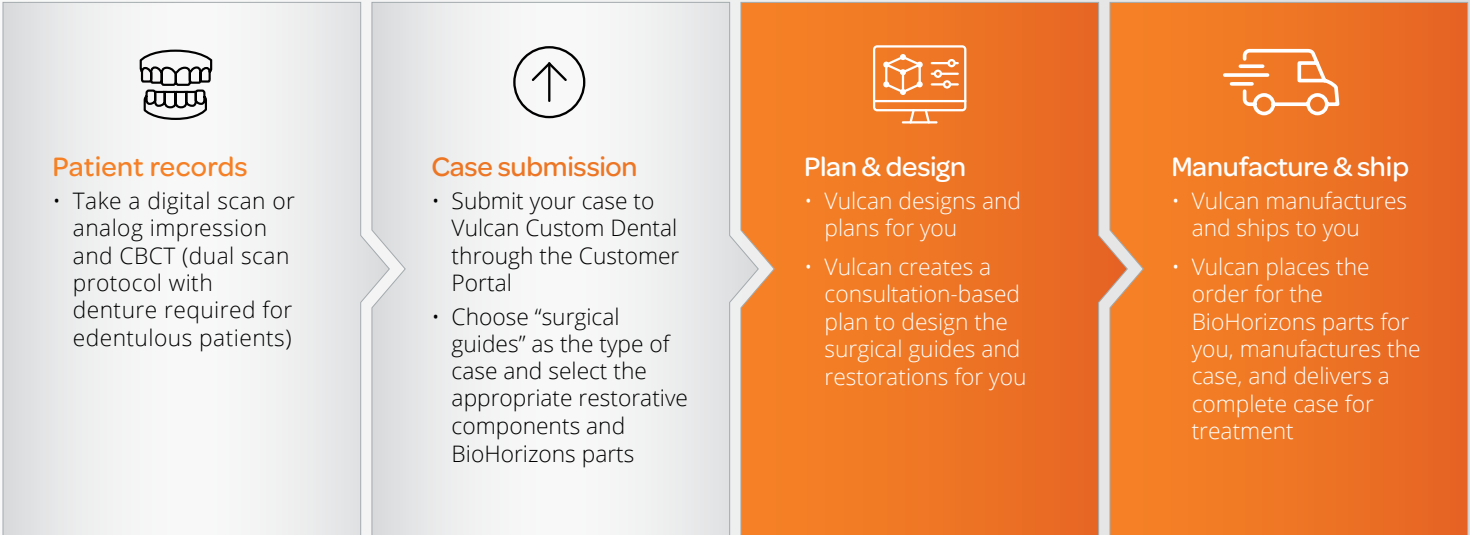 Patient records
• Take a digital scan or
analog impression
and CBCT (dual scan
protocol with
denture required for
edentulous patients)
Case submission
• Submit your case to
Vulcan Custom Dental
through the Customer
Portal
• Choose “surgical
guides” as the type of
case and select the
appropriate restorative
components and
BioHorizons parts
Plan & design
• Vulcan designs and
plans for you
• Vulcan creates a
consultation-based
plan to design the
surgical guides and
restorations for you
Manufacture & ship
• Vulcan manufactures
and ships to you
• Vulcan places the
order for the
BioHorizons parts for
you, manufactures the
case, and delivers a
complete case for
treatment